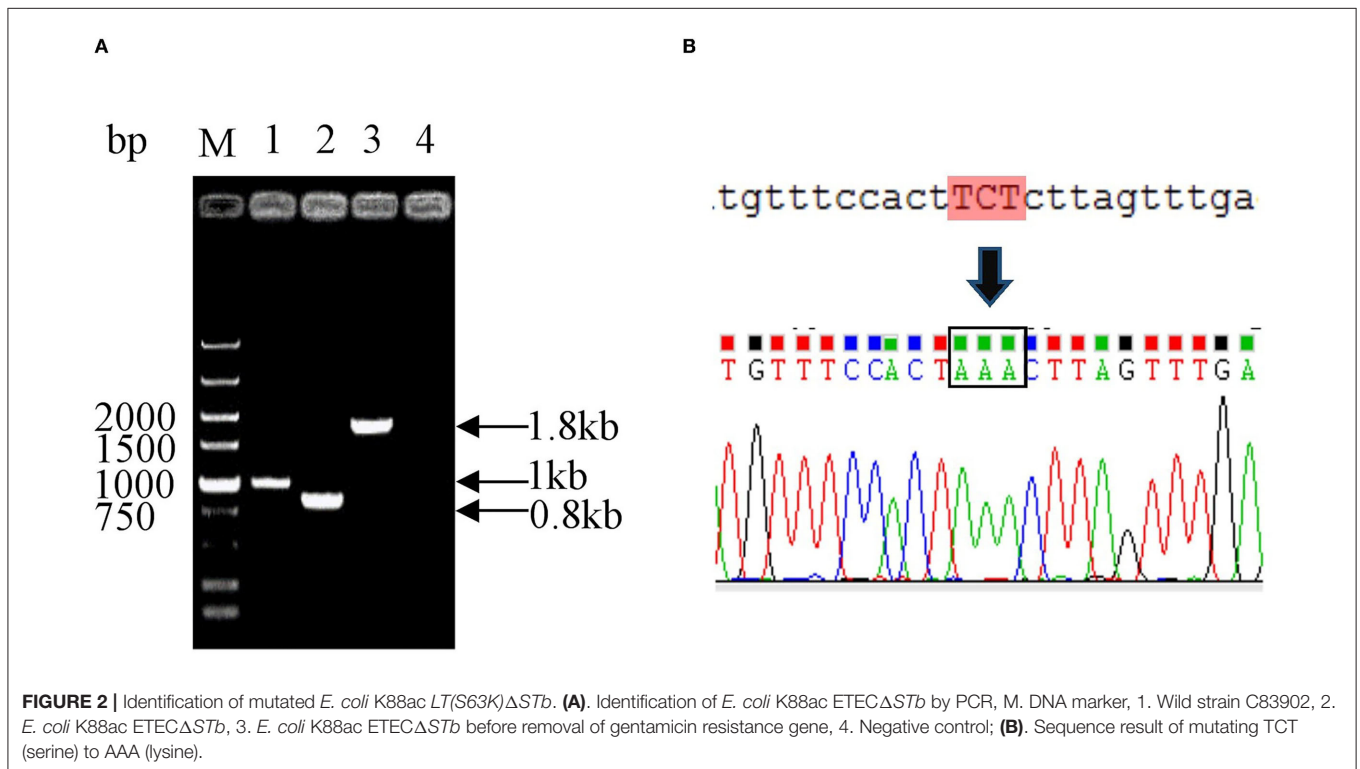 A
B
bp M 1 2 3 4
2000
1500
1000
750
1.8kb
1kb
0.8kb
.tgtttccactTCTcttagtttga
TGTTTCCACTAAACTTAGTTTGA
FIGURE 2 | Identification of mutated E. coli K88ac LT(S63K)ΔSTb. (A). Identification of E. coli K88ac ETECΔSTb by PCR, M. DNA marker, 1. Wild strain C83902, 2.
E. coli K88ac ETECΔSTb, 3. E. coli K88ac ETECΔSTb before removal of gentamicin resistance gene, 4. Negative control; (B). Sequence result of mutating TCT
(serine) to AAA (lysine).